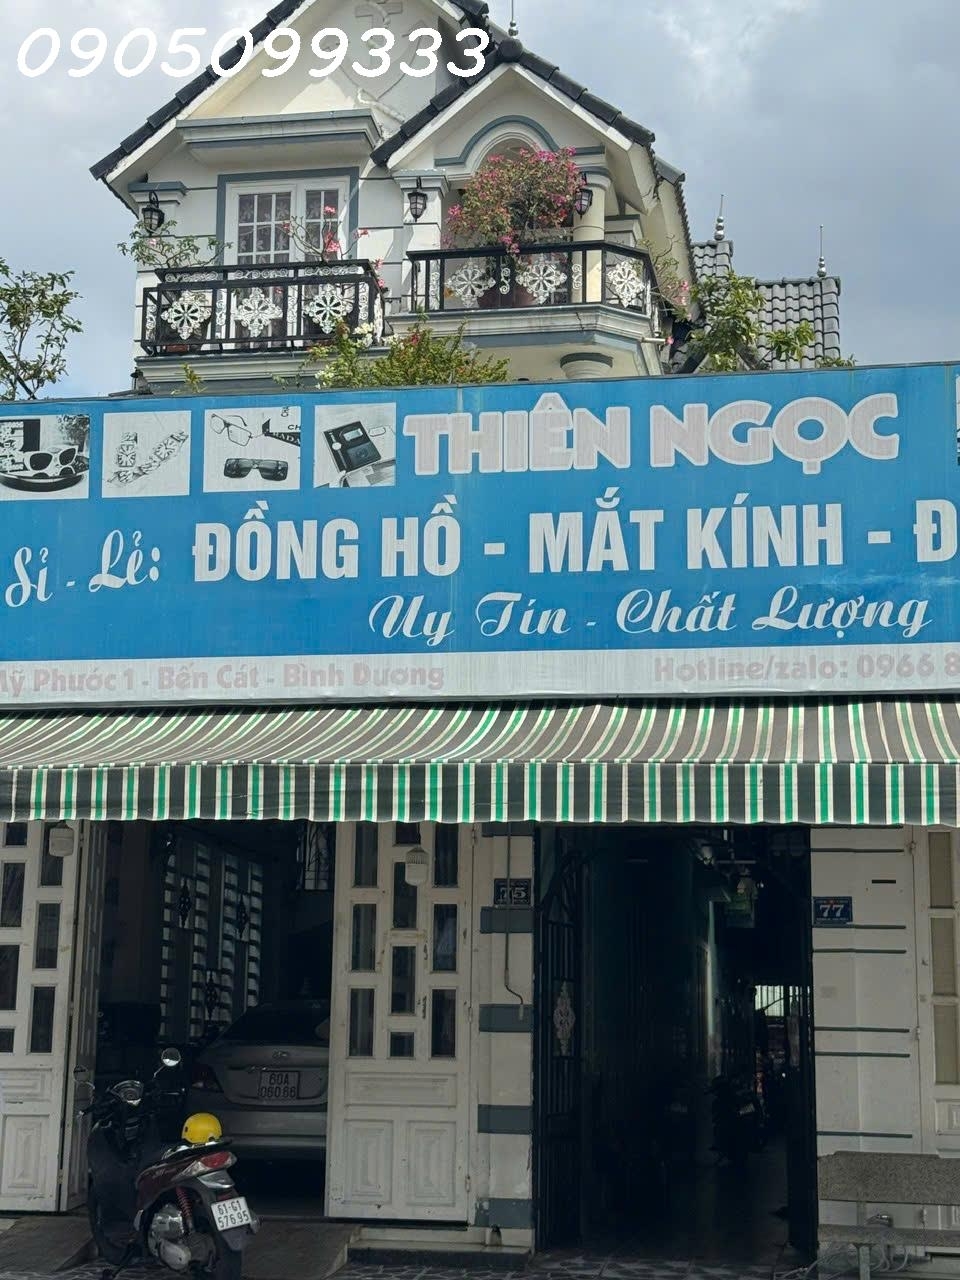 0905099333
THIÊN NGỌC
Sỉ - Lẻ: ĐỒNG HỒ - MẮT KÍNH - Đ
Uy Tín - Chất Lượng
Mỹ Phước 1 - Bến Cát - Bình Dương
Hotline/zalo: 0966 8
75
77
60A
060.66
61-G1
576.95